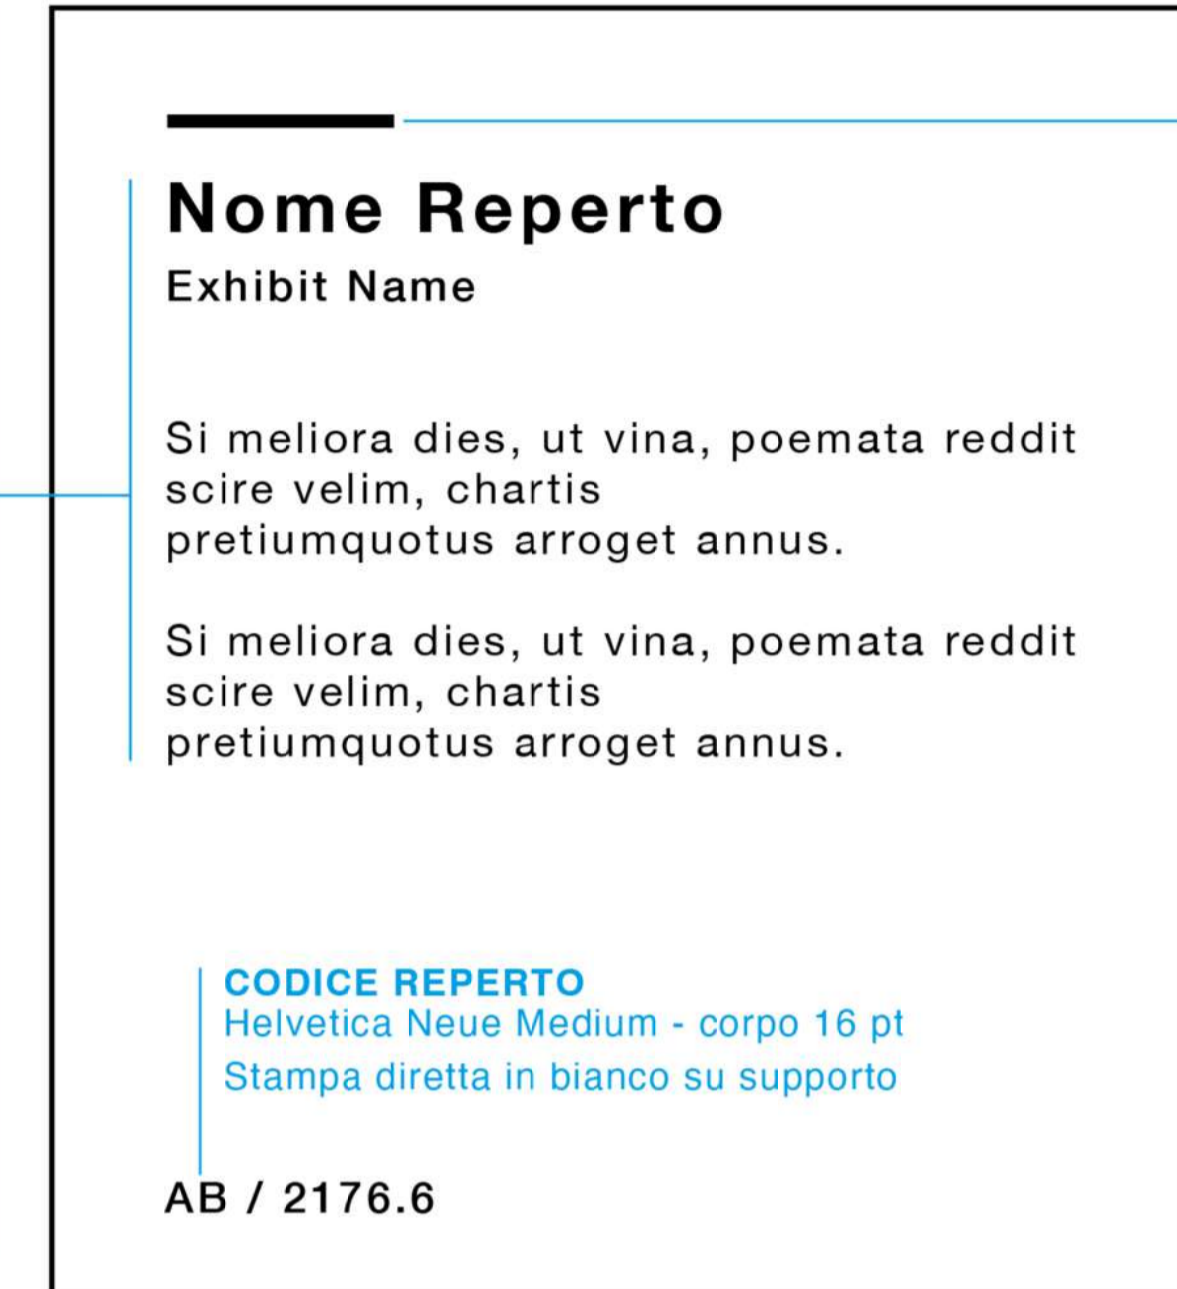 Nome Reperto
Exhibit Name
Si meliora dies, ut vina, poemata reddit
scire velim, chartis
pretiumquotus arroget annus.
Si meliora dies, ut vina, poemata reddit
scire velim, chartis
pretiumquotus arroget annus.
CODICE REPERTO
Helvetica Neue Medium - corpo 16 pt
Stampa diretta in bianco su supporto
AB / 2176.6